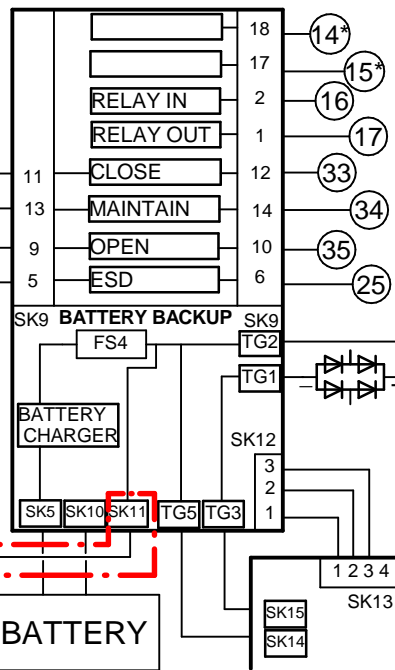 18 14*
17 15*
RELAY IN 2 16
RELAY OUT 1 17
11 CLOSE 12 33
13 MAINTAIN 14 34
9 OPEN 10 35
5 ESD 6 25
SK9 BATTERY BACKUP SK9
FS4 TG2
TG1
BATTERY
CHARGER
SK12
3
2
1
SK5 SK10 SK11 TG5 TG3
1 2 3 4
SK13
SK15
SK14
BATTERY